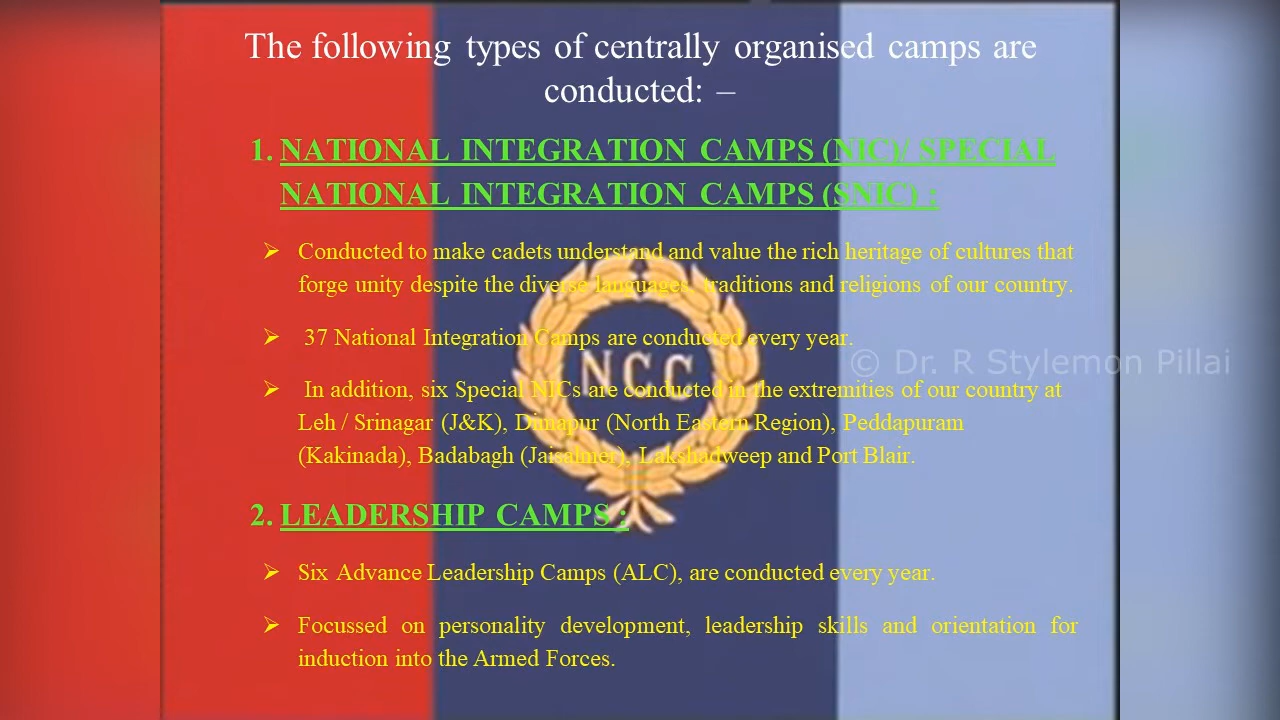 The following types of centrally organised camps are
conducted: –
1. NATIONAL INTEGRATION CAMPS (NIC)/ SPECIAL
NATIONAL INTEGRATION CAMPS (SNIC) :
➢ Conducted to make cadets understand and value the rich heritage of cultures that
forge unity despite the diverse languages, traditions and religions of our country.
➢ 37 National Integration Camps are conducted every year.
© Dr. R Stylemon Pillai
➢ In addition, six Special NICs are conducted in the extremities of our country at
Leh / Srinagar (J&K), Dimapur (North Eastern Region), Peddapuram
(Kakinada), Badabagh (Jaisalmer), Lakshadweep and Port Blair.
NCC
2. LEADERSHIP CAMPS :
➢ Six Advance Leadership Camps (ALC), are conducted every year.
➢ Focussed on personality development, leadership skills and orientation for
induction into the Armed Forces.